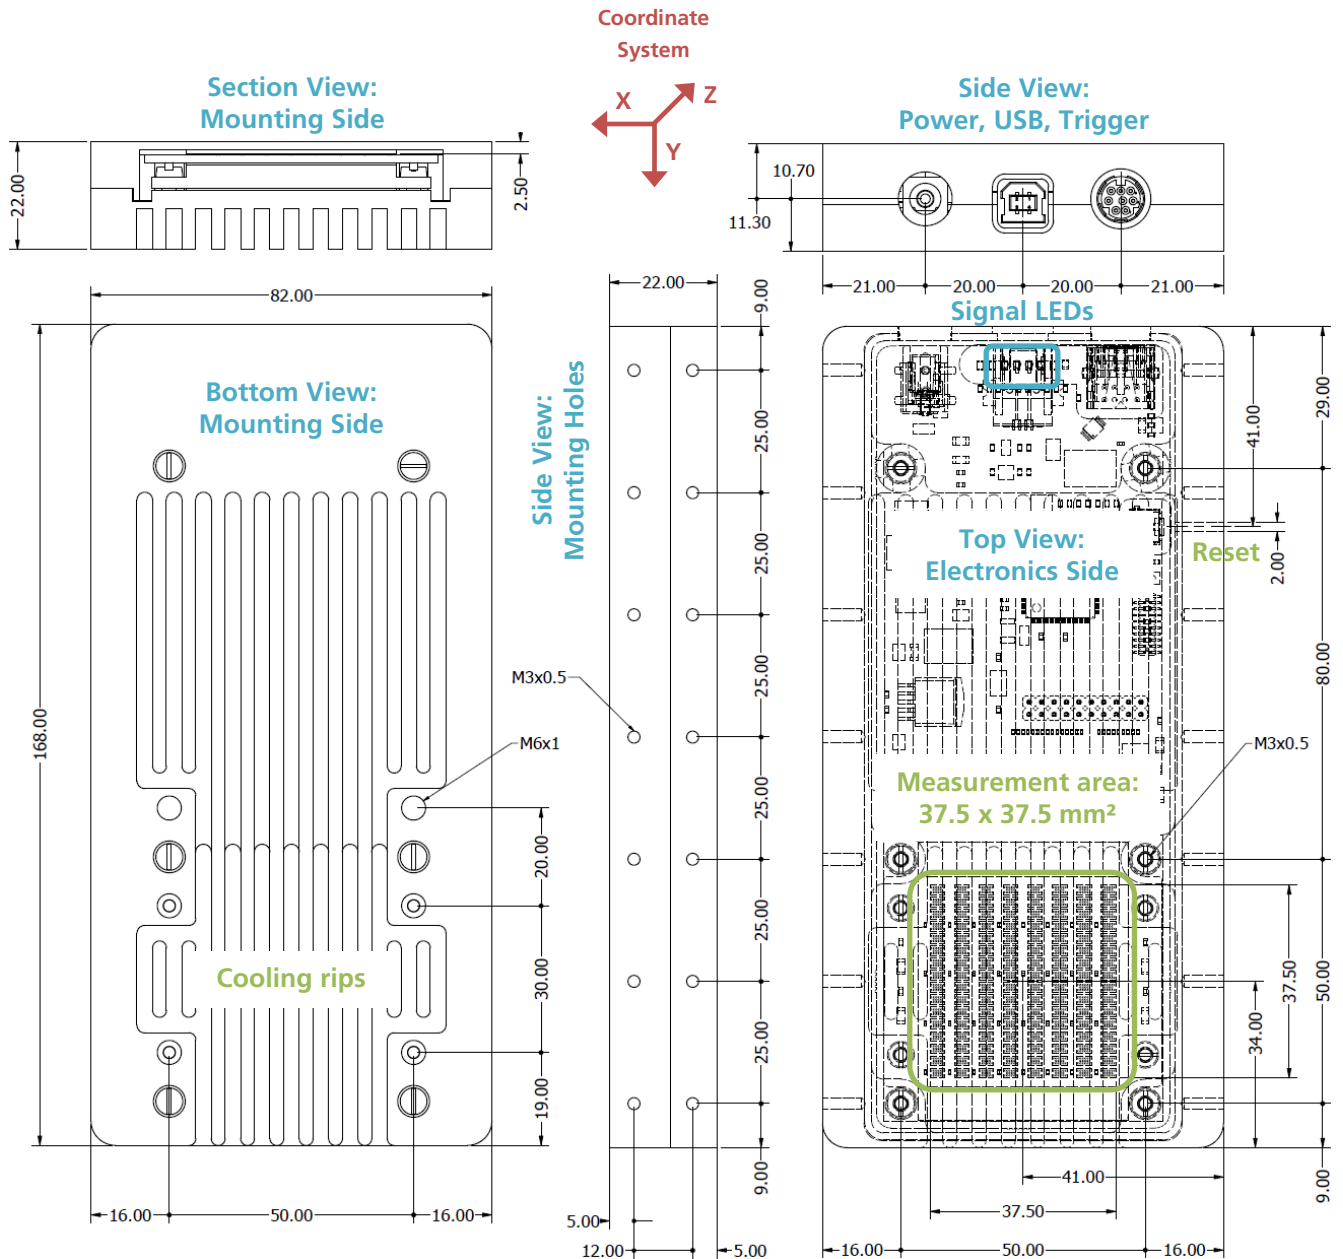 Coordinate
System
X
Z
Y
Section View:
Mounting Side
22.00
2.50
82.00
Side View:
Power, USB, Trigger
10.70
11.30
21.00
20.00
20.00
21.00
Bottom View:
Mounting Side
168.00
M6x1
20.00
30.00
19.00
Cooling rips
16.00
50.00
16.00
Side View:
Mounting Holes
22.00
9.00
25.00
25.00
25.00
25.00
25.00
25.00
9.00
M3x0.5
5.00
12.00
5.00
Signal LEDs
Top View:
Electronics Side
41.00
29.00
Reset
2.00
80.00
M3x0.5
Measurement area:
37.5 x 37.5 mm²
37.50
34.00
50.00
9.00
41.00
37.50
16.00
50.00
16.00